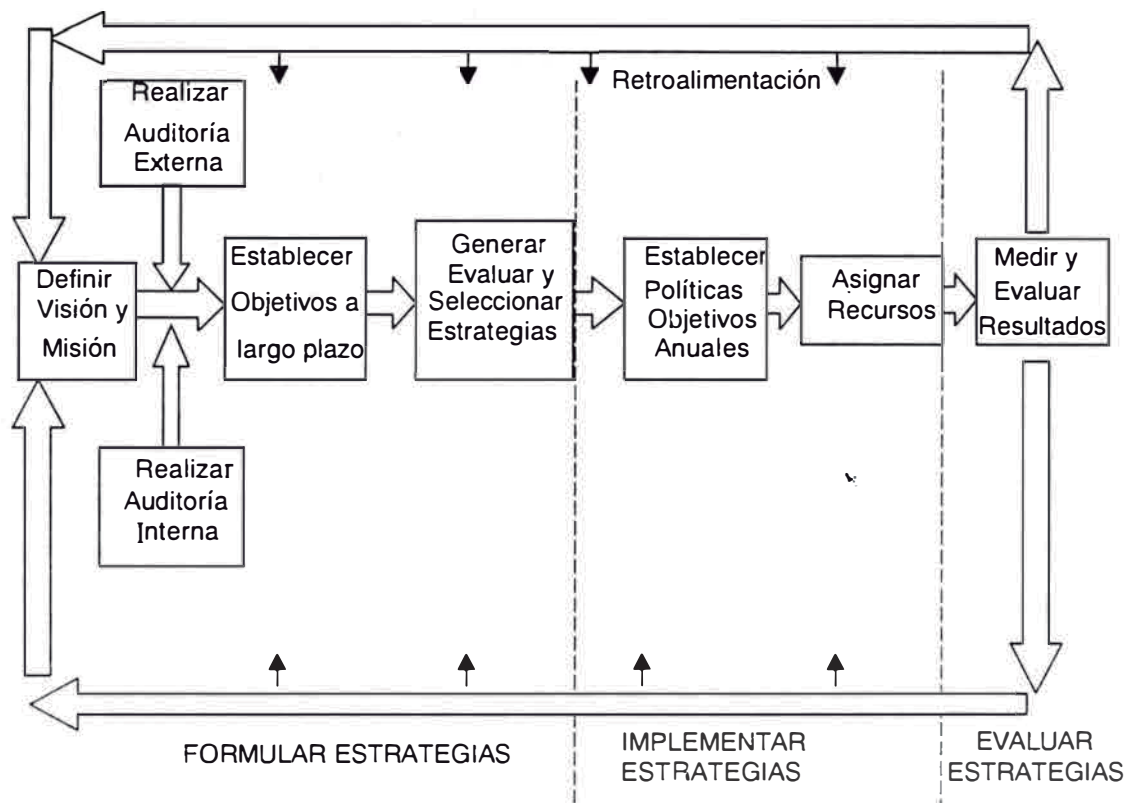 Retroalimentación
Realizar
Auditoría
Externa
Definir
Visión y
Misión
Establecer
Objetivos a
largo plazo
Generar
Evaluar y
Seleccionar
Estrategias
Establecer
Políticas
Objetivos
Anuales
Asignar
Recursos
Medir y
Evaluar
Resultados
Realizar
Auditoría
Interna
FORMULAR ESTRATEGIAS
IMPLEMENTAR
ESTRATEGIAS
EVALUAR
ESTRATEGIAS